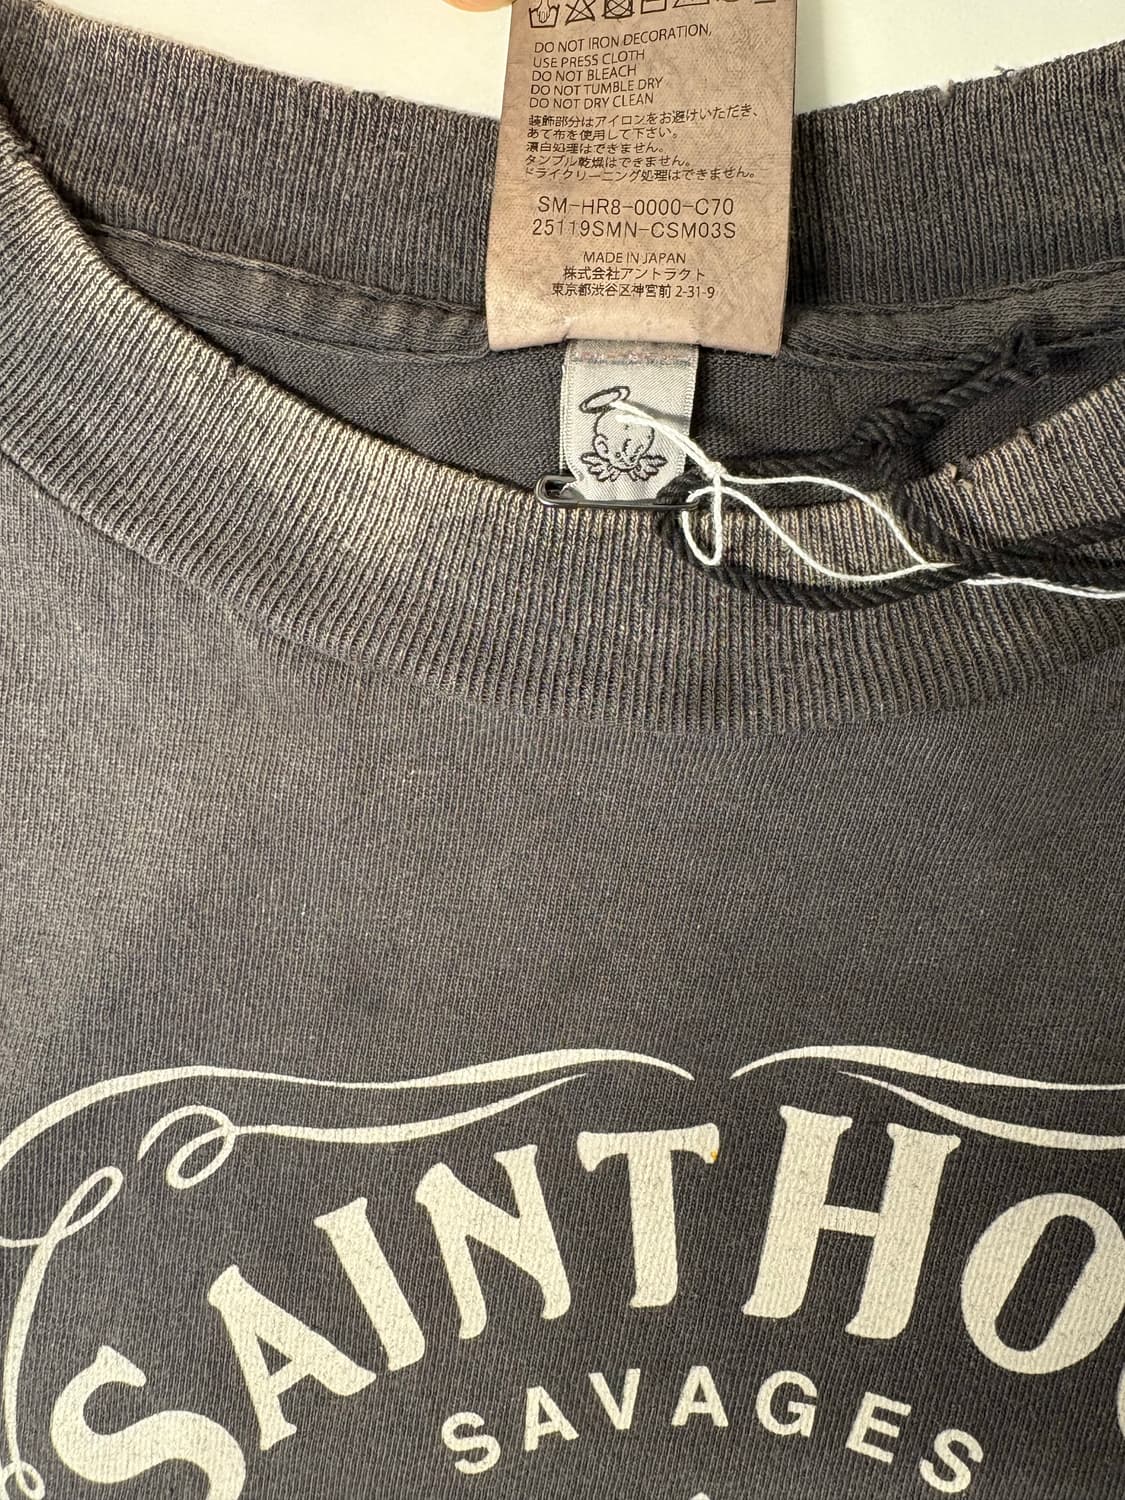 DO NOT IRON DECORATION,
USE PRESS CLOTH
DO NOT BLEACH
DO NOT TUMBLE DRY
DO NOT DRY CLEAN
装飾部分はアイロンをお避けいただき、
あて布を使用して下さい。
漂白処理はできません。
タンブル乾燥はできません。
ドライクリーニング処理はできません。
SM-HR8-0000-C70
25119SMN-CSM03S
MADE IN JAPAN
株式会社アントラクト
東京都渋谷区神宮前 2-31-9
SAINT HO
SAVAGES